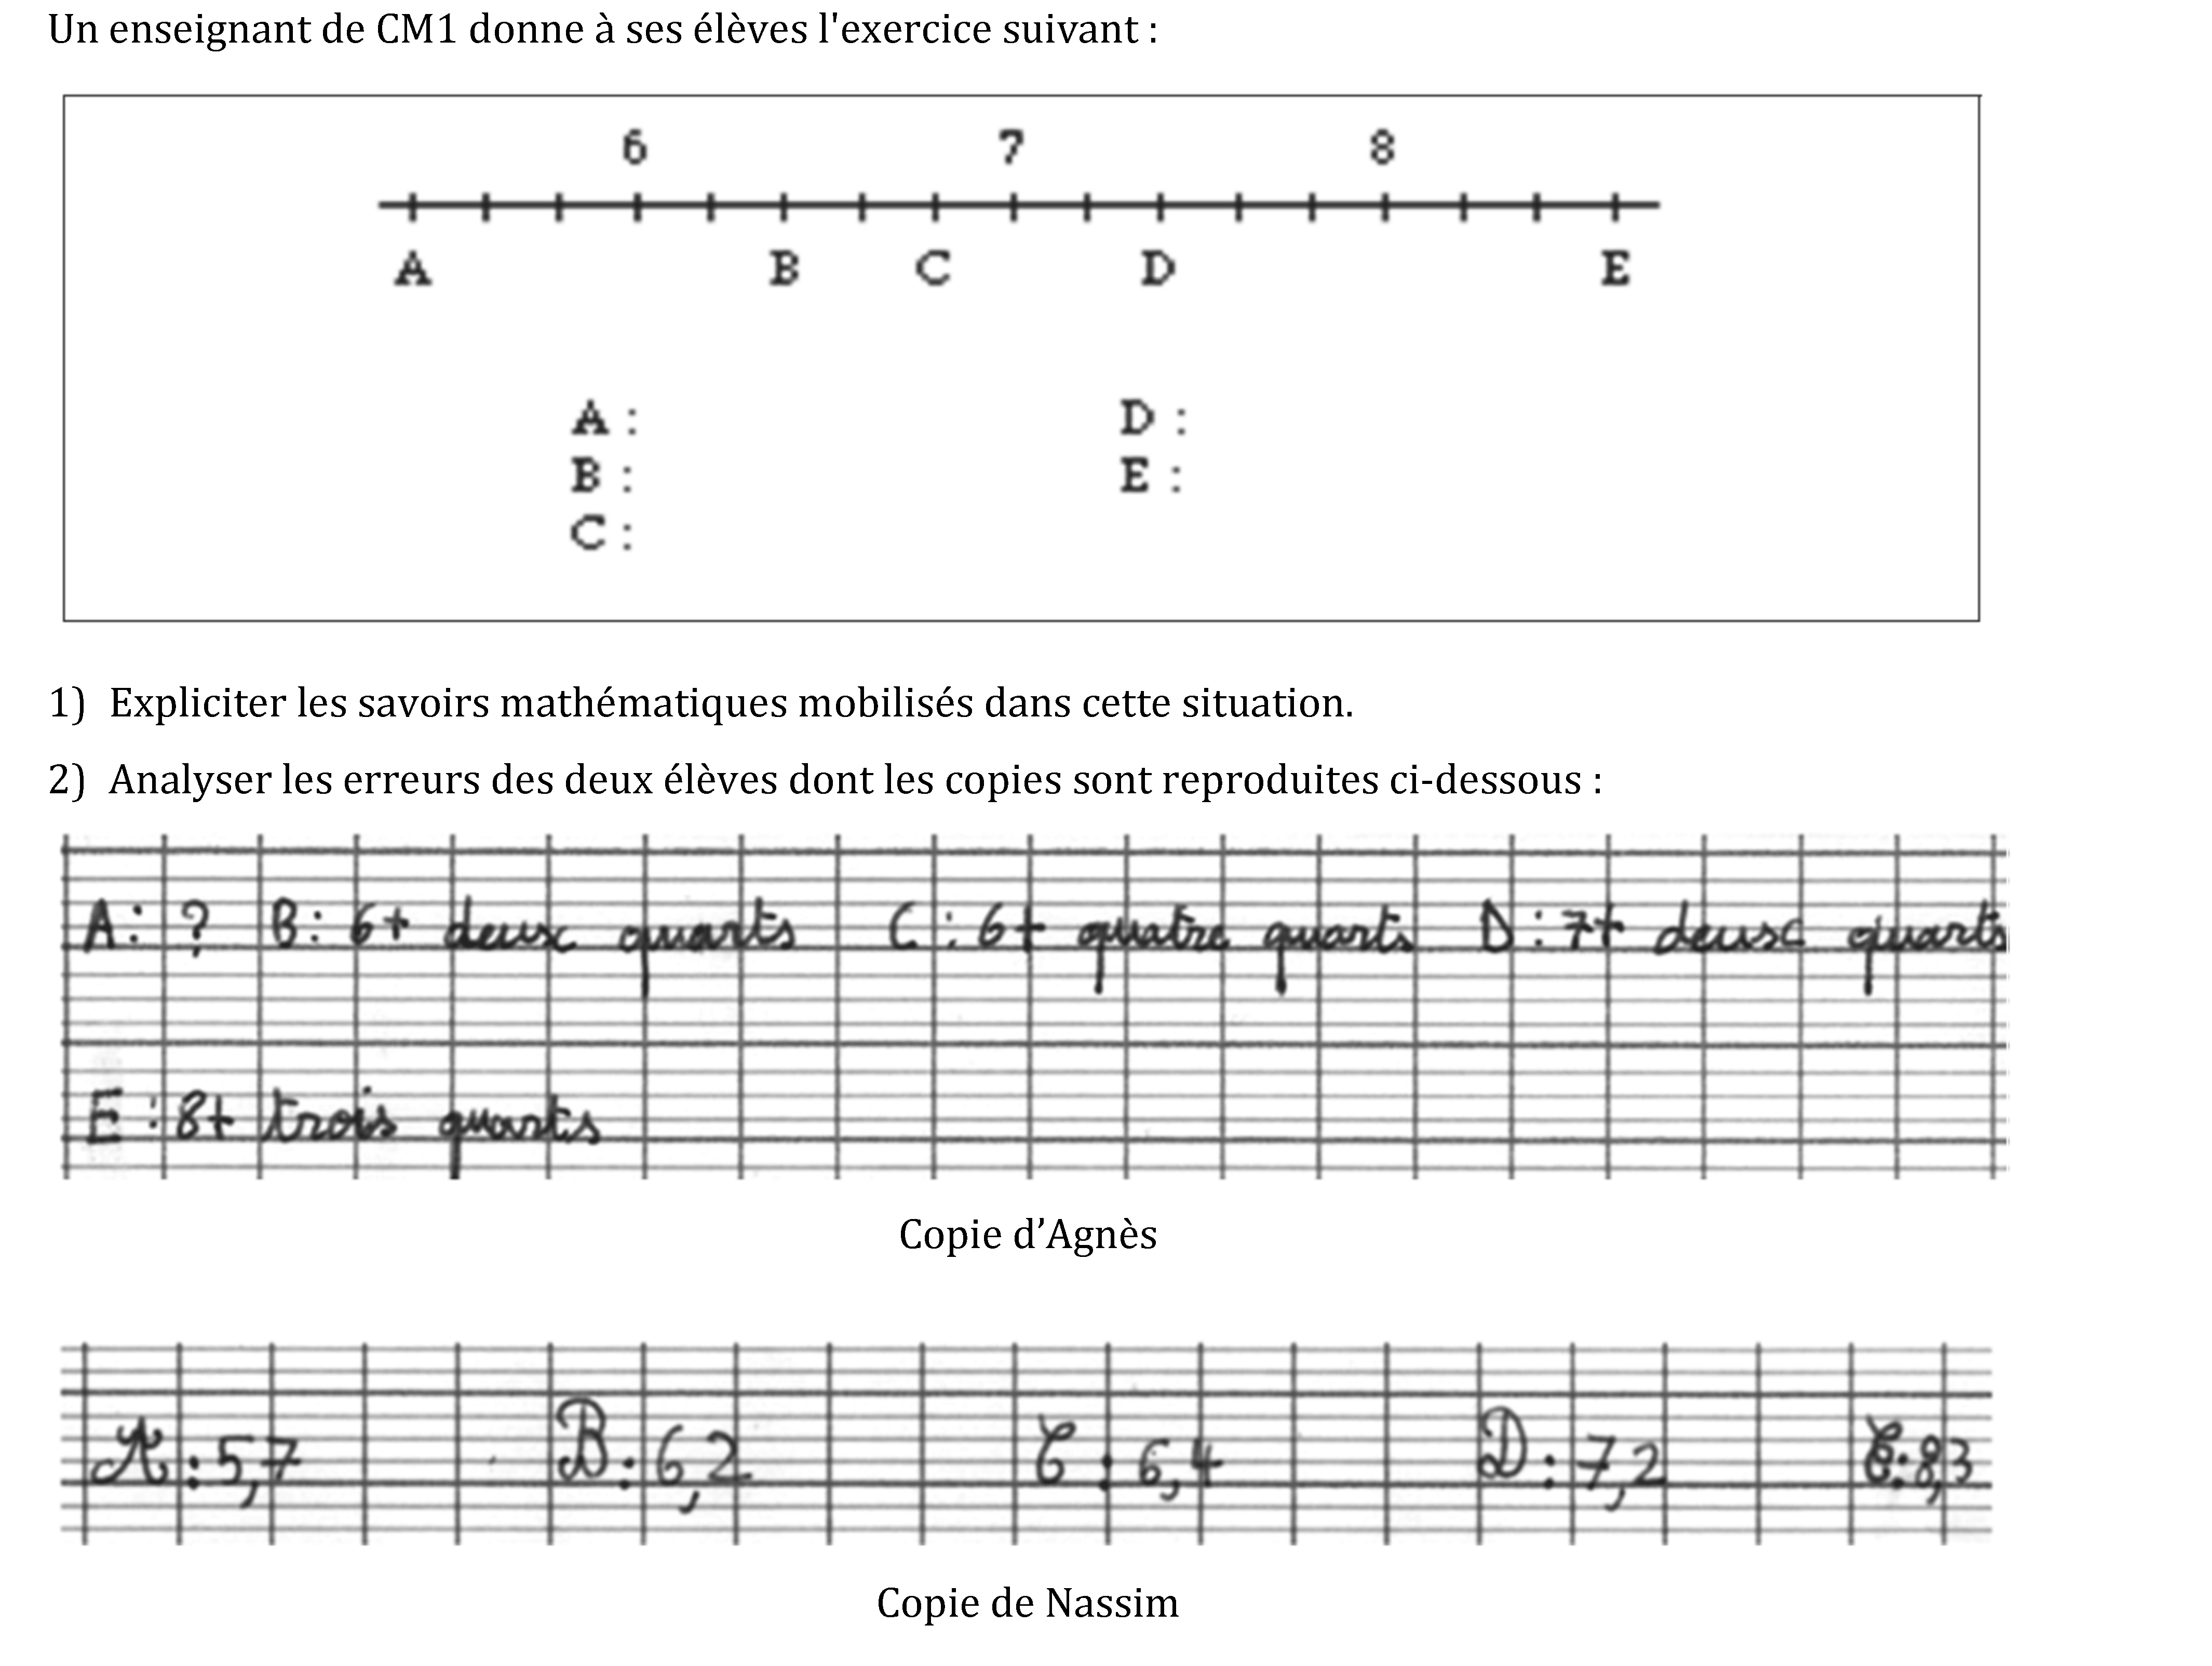 Un enseignant de CM1 donne à ses élèves l'exercice suivant :
6 7 8
A B C D E
A : D :
B : E :
C :
1) Expliciter les savoirs mathématiques mobilisés dans cette situation.
2) Analyser les erreurs des deux élèves dont les copies sont reproduites ci-dessous :
A : ? B : 6+ deux quarts C : 6+ quatre quarts D : 7+ deux quarts
E : 8+ trois quarts
Copie d’Agnès
A : 5,7 B : 6,2 C : 6,4 D : 7,2 E : 8,3
Copie de Nassim